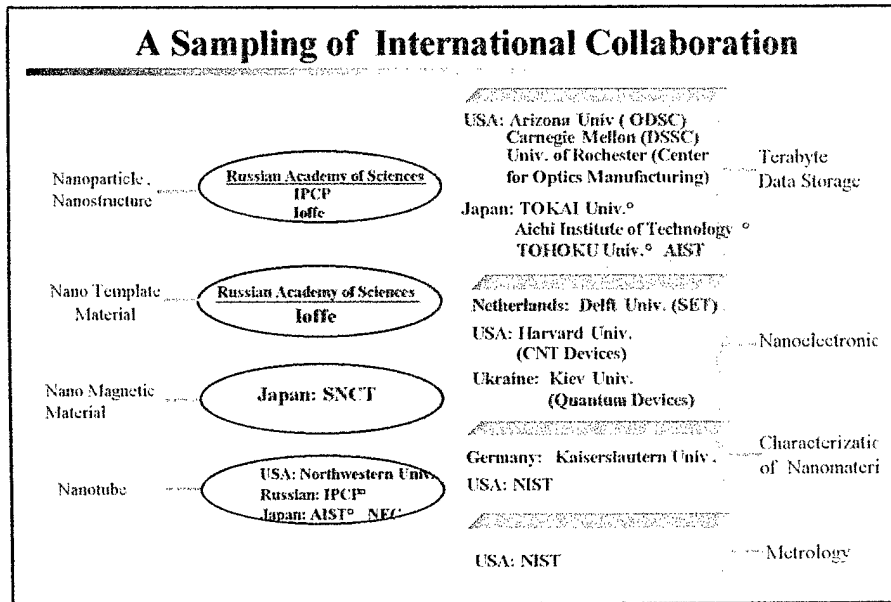 A Sampling of International Collaboration
Nanoparticle,
Nanostructure
Russian Academy of Sciences
IPCP
Ioffe
Nano Template
Material
Russian Academy of Sciences
Ioffe
Nano Magnetic
Material
Japan: SNCT
Nanotube
USA: Northwestern Univ.
Russian: IPCP
Japan: AIST° NEC
USA: Arizona Univ ( ODSC)
Carnegie Mellon (DSSC)
Univ. of Rochester (Center
for Optics Manufacturing)
Japan: TOKAI Univ.°
Aichi Institute of Technology °
TOHOKU Univ.° AIST
Terabyte
Data Storage
Netherlands: Delft Univ. (SET)
USA: Harvard Univ.
(CNT Devices)
Ukraine: Kiev Univ.
(Quantum Devices)
Nanoelectronic
Germany: Kaiserslautern Univ.
USA: NIST
Characterizatic
of Nanomateri
USA: NIST
Metrology